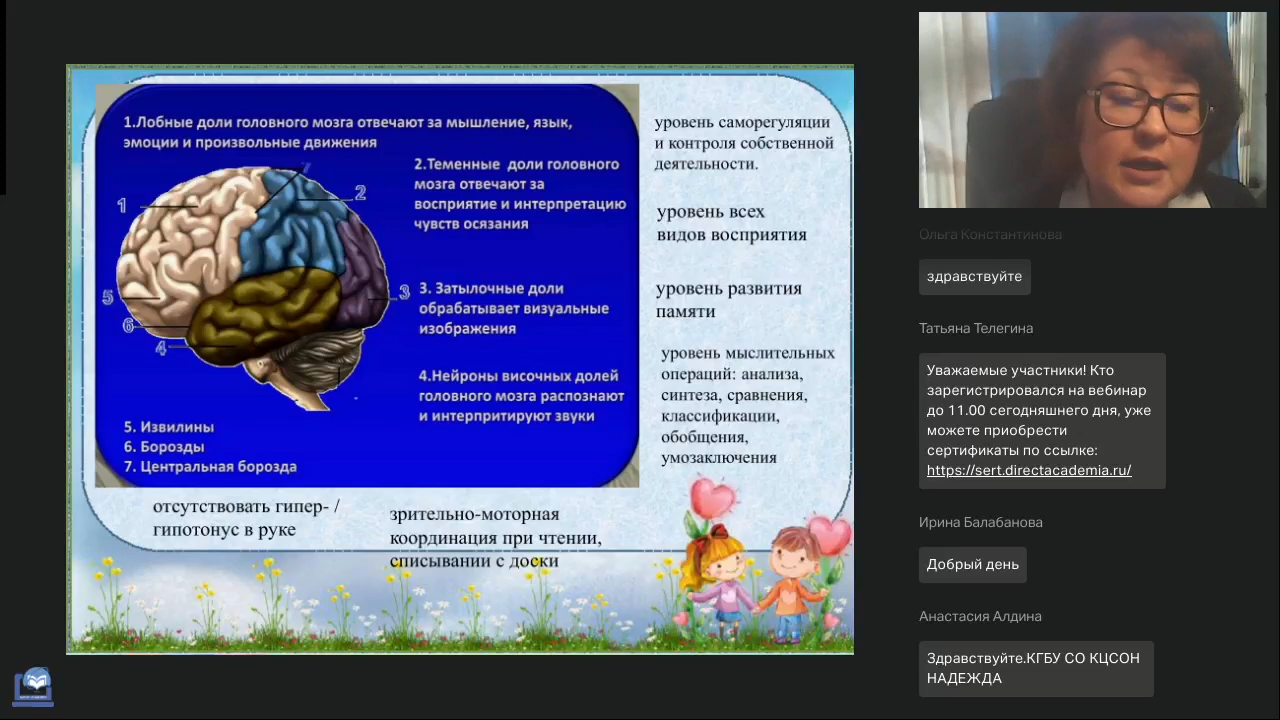 1.Лобные доли головного мозга отвечают за мышление, язык,
эмоции и произвольные движения
2.Теменные доли головного
мозга отвечают за
восприятие и интерпретацию
чувств осязания
3. Затылочные доли
обрабатывает визуальные
изображения
4.Нейроны височных долей
головного мозга распознают
и интерпритируют звуки
7
1
2
5
3
6
4
5. Извилины
6. Борозды
7. Центральная борозда
уровень саморегуляции
и контроля собственной
деятельности.
уровень всех
видов восприятия
уровень развития
памяти
уровень мыслительных
операций: анализа,
синтеза, сравнения,
классификации,
обобщения,
умозаключения
отсутствовать гипер- /
гипотонус в руке
зрительно-моторная
координация при чтении,
списывании с доски
Ольга Константинова
здравствуйте
Татьяна Телегина
Уважаемые участники! Кто
зарегистрировался на вебинар
до 11.00 сегодняшнего дня, уже
можете приобрести
сертификаты по ссылке:
https://sert.directacademia.ru/
Ирина Балабанова
Добрый день
Анастасия Алдина
Здравствуйте.КГБУ СО КЦСОН
НАДЕЖДА